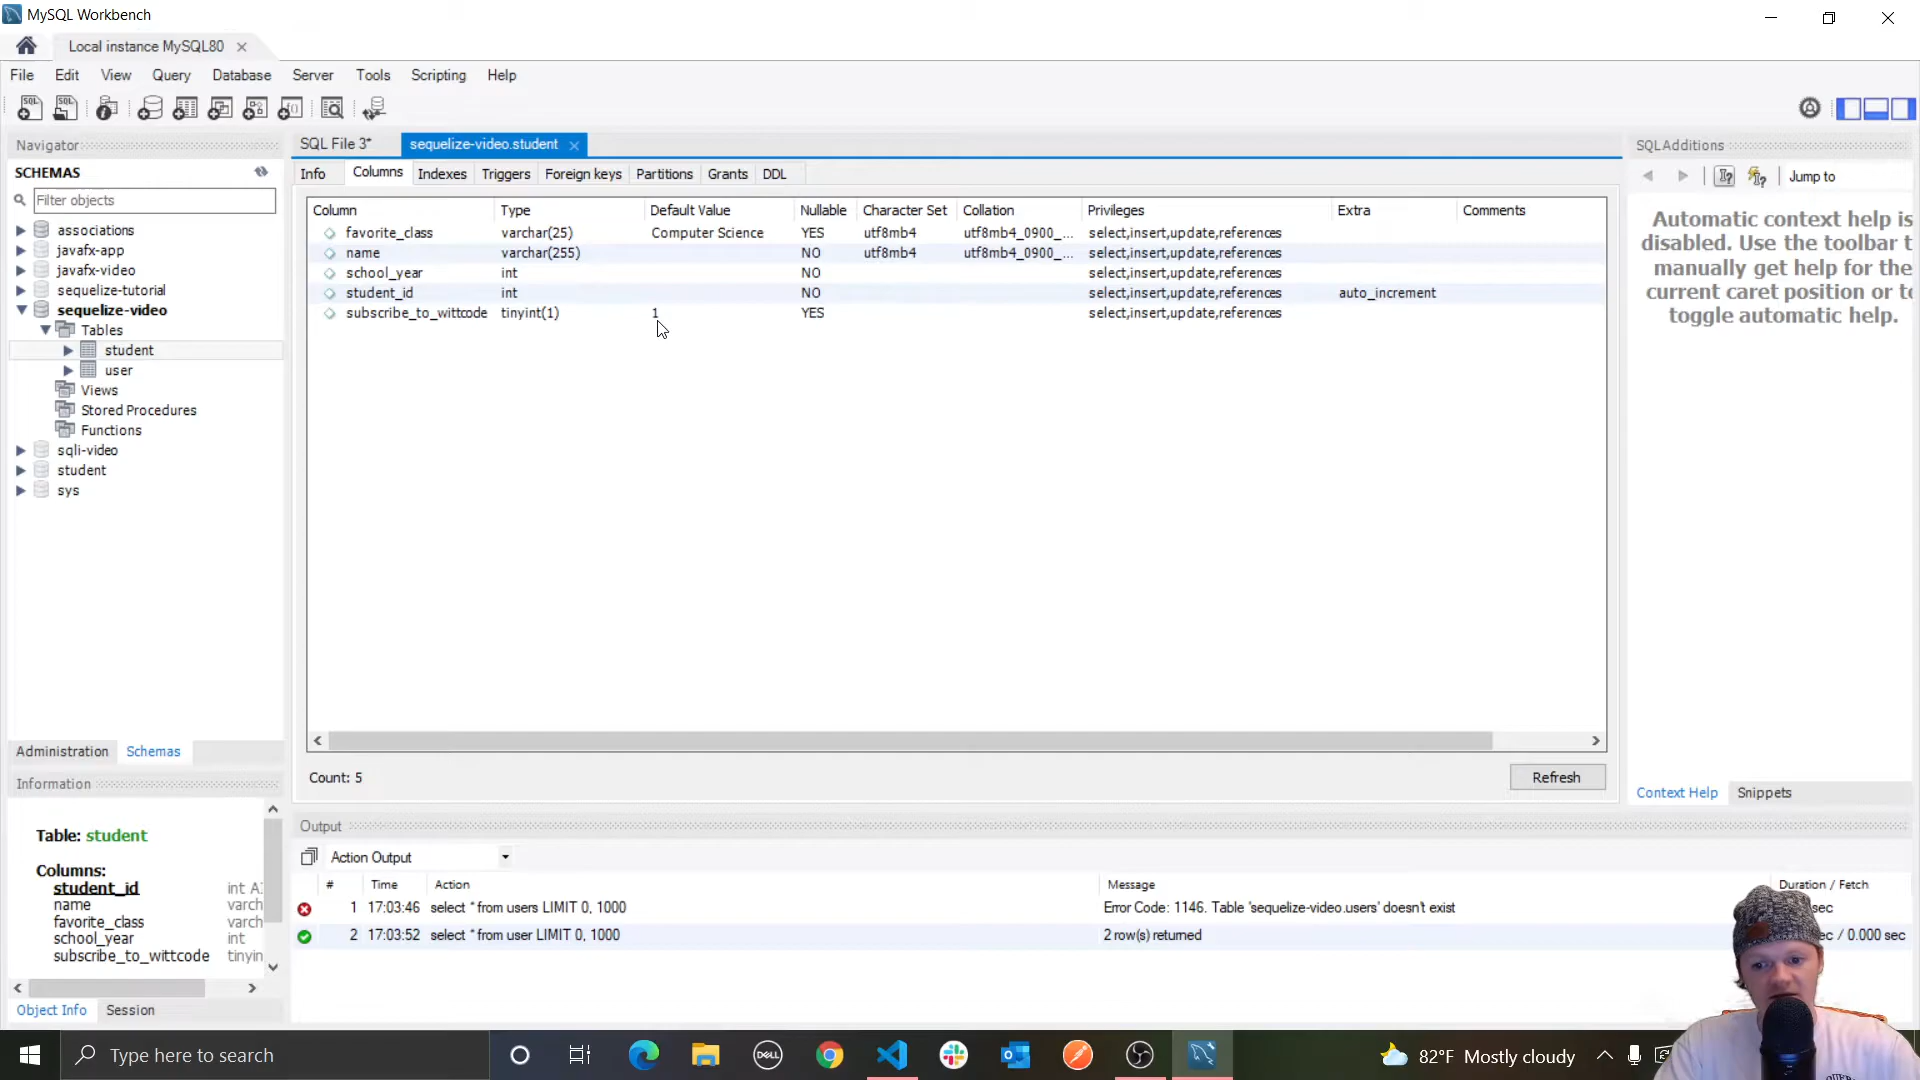 MySQL Workbench
Local instance MySQL80
File Edit View Query Database Server Tools Scripting Help
Navigator
SCHEMAS
Filter objects
associations
javafx-app
javafx-video
sequelize-tutorial
sequelize-video
Tables
student
user
Views
Stored Procedures
Functions
sqli-video
student
sys
Administration Schemas
Information
Table: student
Columns:
student_id int AI
name varch
favorite_class varch
school_year int
subscribe_to_wittcode tinyin
Object Info Session
SQL File 3* sequelize-video.student
Info Columns Indexes Triggers Foreign keys Partitions Grants DDL
Column Type Default Value Nullable Character Set Collation Privileges Extra Comments
favorite_class varchar(25) Computer Science YES utf8mb4 utf8mb4_0900_... select,insert,update,references
name varchar(255) NO utf8mb4 utf8mb4_0900_... select,insert,update,references
school_year int NO select,insert,update,references
student_id int NO select,insert,update,references auto_increment
subscribe_to_wittcode tinyint(1) 1 YES select,insert,update,references
Count: 5
Refresh
Output
Action Output
# Time Action Message Duration / Fetch
1 17:03:46 select * from users LIMIT 0, 1000 Error Code: 1146. Table 'sequelize-video.users' doesn't exist sec
2 17:03:52 select * from user LIMIT 0, 1000 2 row(s) returned ec / 0.000 sec
SQLAdditions
Jump to
Automatic context help is
disabled. Use the toolbar t
manually get help for the
current caret position or to
toggle automatic help.
Context Help Snippets
Type here to search
DELL
82°F Mostly cloudy